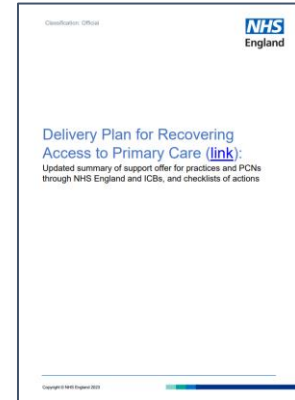 Classification: Official
NHS
England
Delivery Plan for Recovering
Access to Primary Care (link):
Updated summary of support offer for practices and PCNs
through NHS England and ICBs, and checklists of actions
Copyright © NHS England 2023